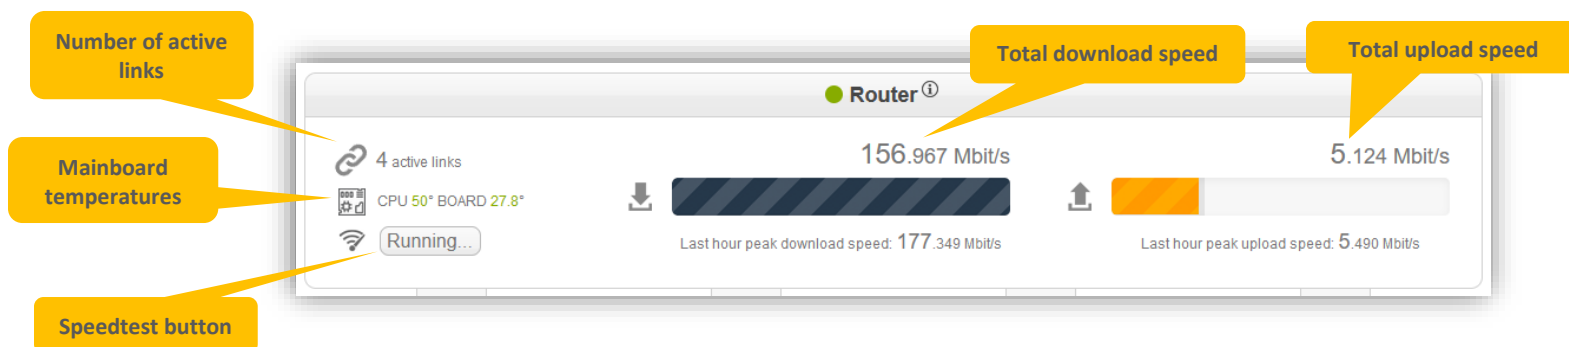 Number of active
links
Total download speed
Total upload speed
Router
156.967 Mbit/s
5.124 Mbit/s
4 active links
Mainboard
temperatures
CPU 50° BOARD 27.8°
Running...
Last hour peak download speed: 177.349 Mbit/s
Last hour peak upload speed: 5.490 Mbit/s
Speedtest button